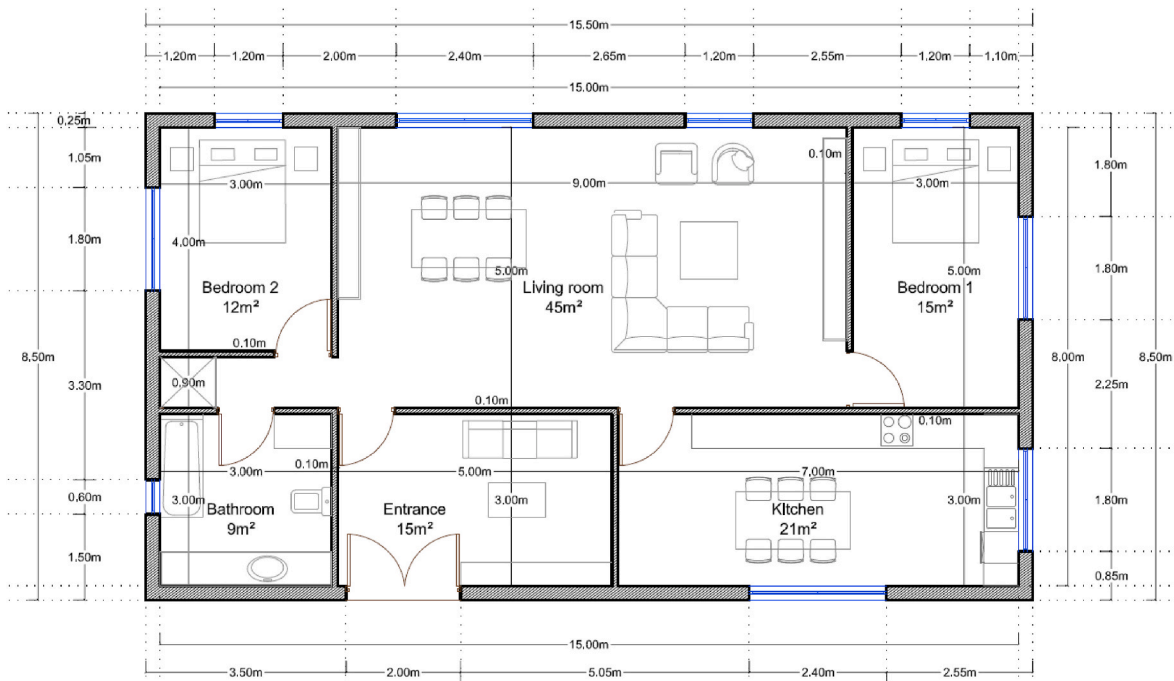 15.50m
1,20m 1,20m 2.00m 2.40m 2.65m 1,20m 2.55m 1,20m 1,10m
15.00m
0,25m
1.05m
1.80m
3.30m
0,60m
1.50m
8,50m
3.00m
4.00m
Bedroom 2
12m²
0.10m
0,90m
9,00m
5.00m
Living room
45m²
0.10m
0.10m
3,00m
5,00m
Bedroom 1
15m²
0,10m
3.00m
0.10m
3.00m
Bathroom
9m²
5,00m
3.00m
Entrance
15m²
7,00m
3.00m
Kitchen
21m²
1.80m
1.80m
2,25m
1.80m
0.85m
8,00m
8,50m
15.00m
3.50m 2.00m 5.05m 2.40m 2.55m